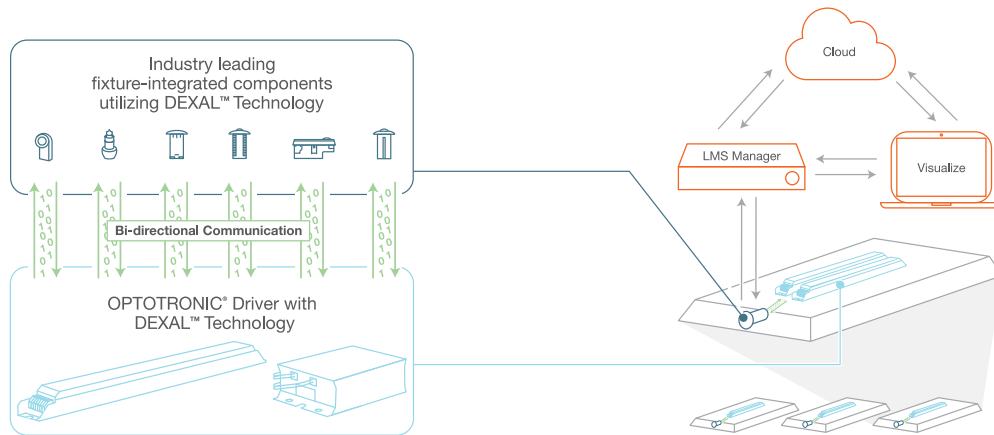 Industry leading
fixture-integrated components
utilizing DEXAL™ Technology
Bi-directional Communication
OPTOTRONIC® Driver with
DEXAL™ Technology
Cloud
LMS Manager
Visualize